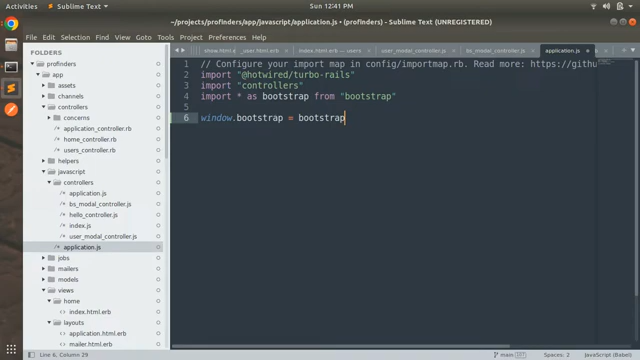 Activities
Sublime Text
Sun 12:41 PM
~/projects/profinders/app/javascript/application.js - Sublime Text (UNREGISTERED)
File Edit Selection Find View Goto Tools Project Preferences Help
FOLDERS
profinders
app
assets
channels
controllers
concerns
application_controller.rb
home_controller.rb
users_controller.rb
helpers
javascript
controllers
application.js
bs_modal_controller.js
hello_controller.js
index.js
user_modal_controller.js
application.js
jobs
mailers
models
views
home
index.html.erb
layouts
application.html.erb
mailer.html.erb
show.html.e
_user.html.erb
index.html.erb — users
user_modal_controller.js
bs_modal_controller.js
application.js
1 // Configure your import map in config/importmap.rb. Read more: https://githu
2 import "@hotwired/turbo-rails"
3 import "controllers"
4 import * as bootstrap from "bootstrap"
5
6 window.bootstrap = bootstrap
Line 6, Column 29
main
Spaces: 2
JavaScript